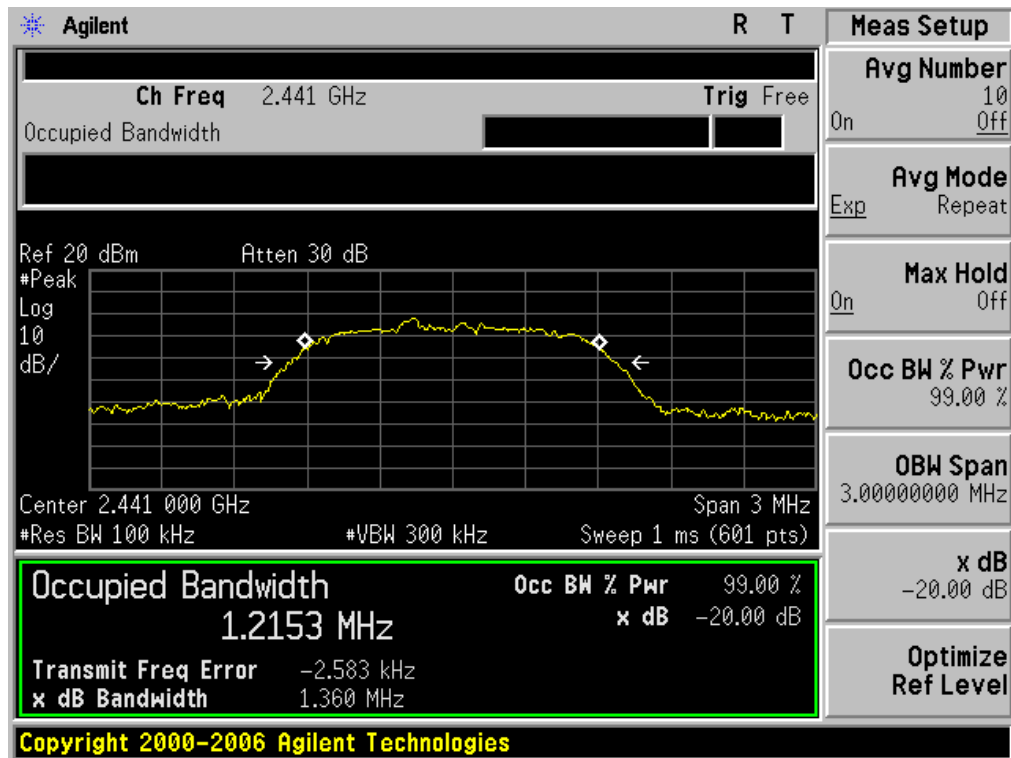 Agilent R T
Ch Freq 2.441 GHz Trig Free
Occupied Bandwidth
Ref 20 dBm Atten 30 dB
#Peak
Log
10
dB/
Center 2.441 000 GHz Span 3 MHz
#Res BW 100 kHz #VBW 300 kHz Sweep 1 ms (601 pts)
Occupied Bandwidth Occ BW % Pwr 99.00 %
1.2153 MHz x dB -20.00 dB
Transmit Freq Error -2.583 kHz
x dB Bandwidth 1.360 MHz
Copyright 2000-2006 Agilent Technologies
Meas Setup
Avg Number
10
On Off
Avg Mode
Exp Repeat
Max Hold
On Off
Occ BW % Pwr
99.00 %
OBW Span
3.00000000 MHz
x dB
-20.00 dB
Optimize
Ref Level